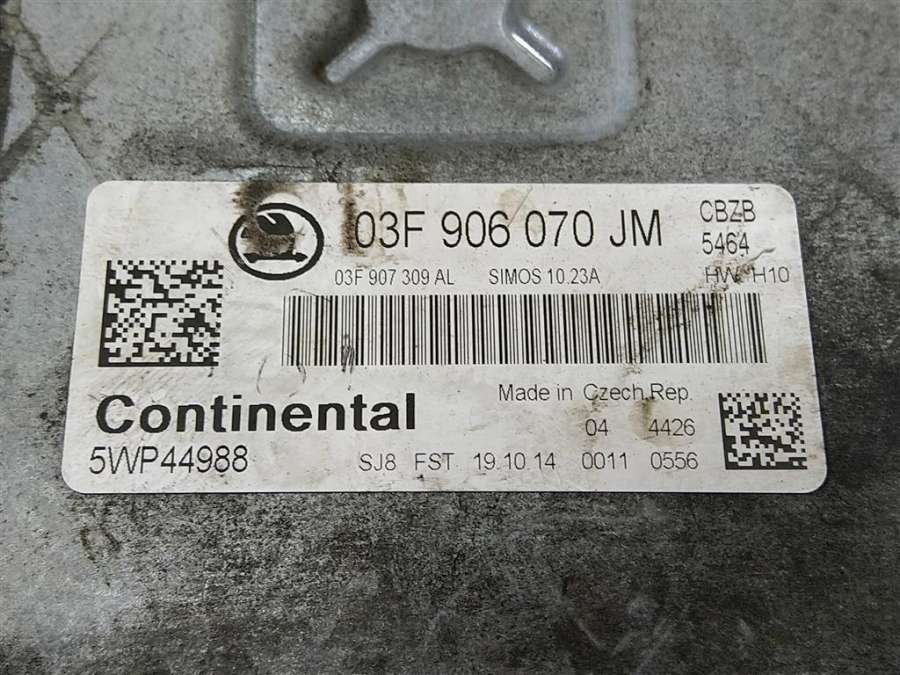 03F 906 070 JM
CBZB
5464
03F 907 309 AL SIMOS 10.23A HW H10
Made in Czech.Rep.
Continental
04 4426
5WP44988
SJ8 FST 19.10.14 0011 0556